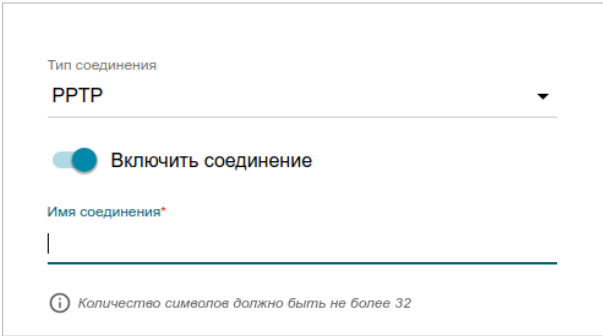 Тип соединения
PPTP
Включить соединение
Имя соединения*
Количество символов должно быть не более 32